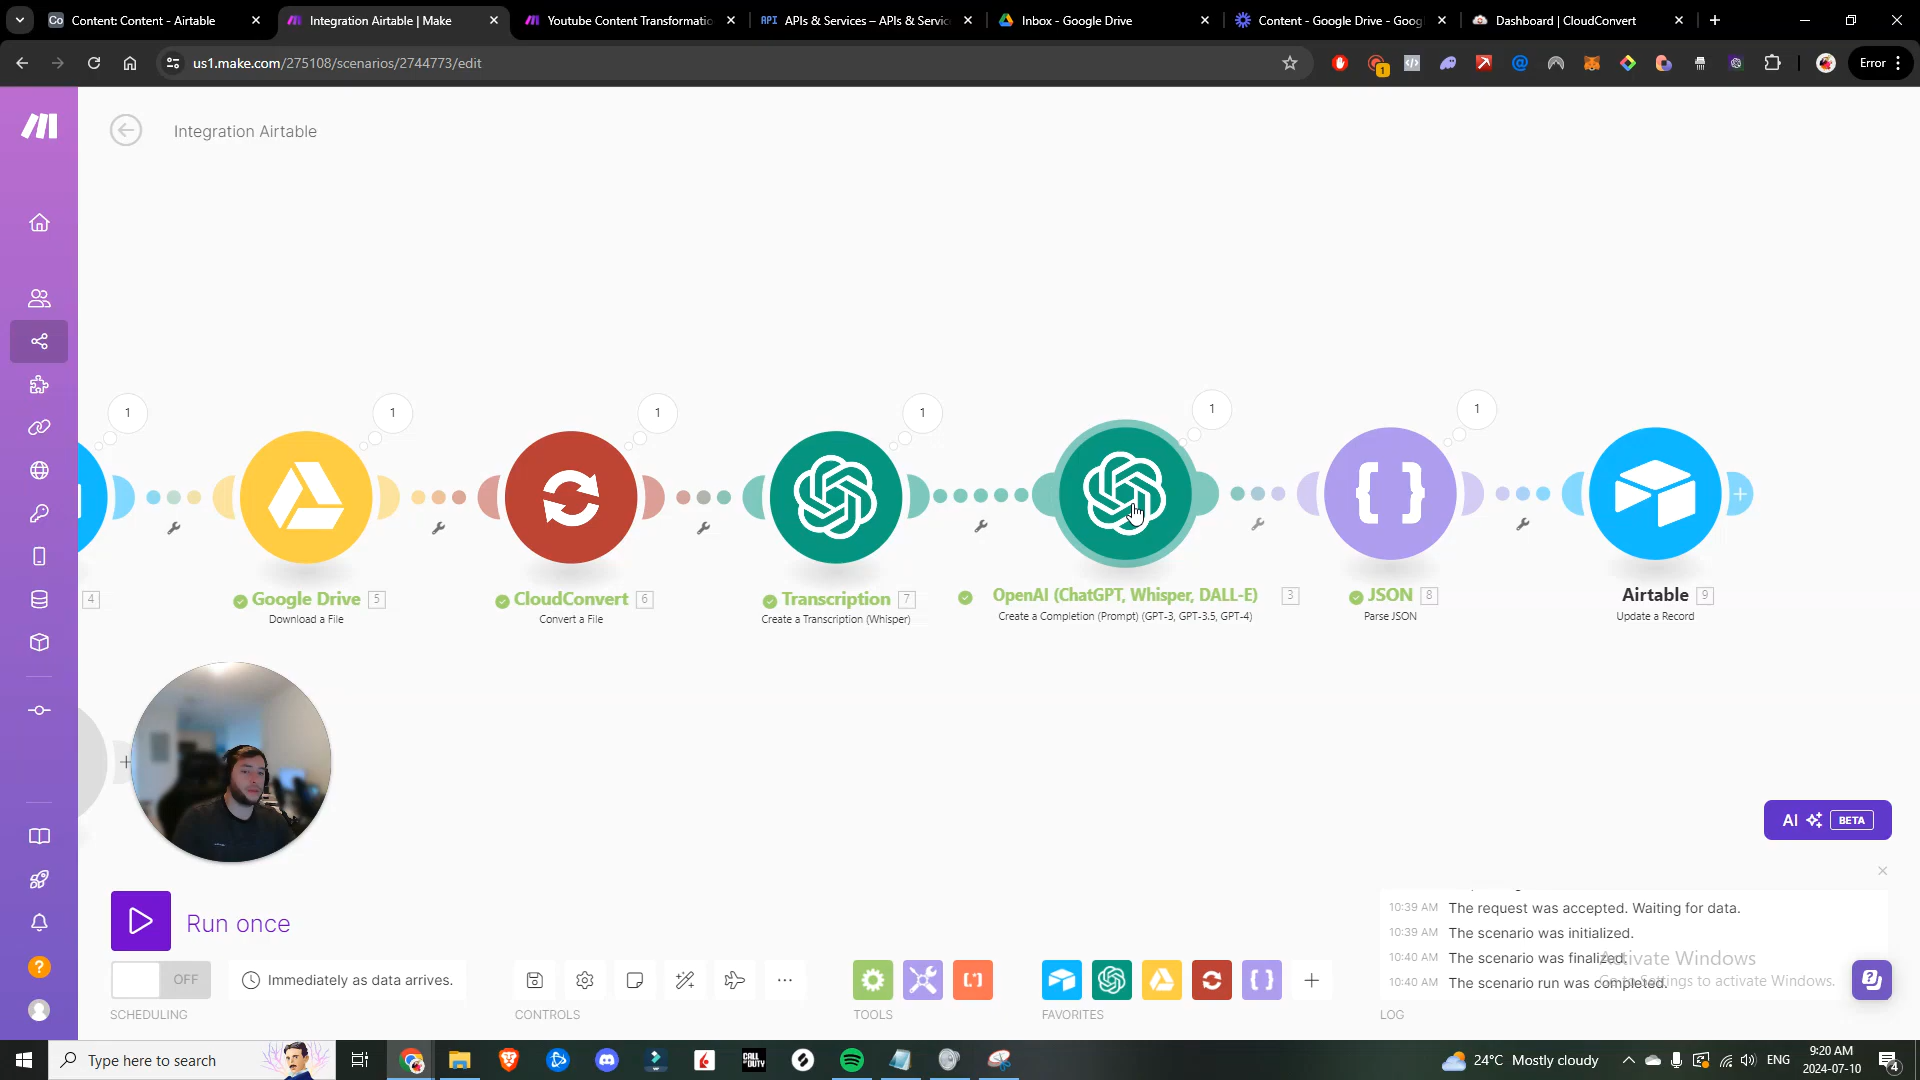 Content: Content - Airtable
Integration Airtable | Make
Youtube Content Transformatio
API APIs & Services – APIs & Servic
Inbox - Google Drive
Content - Google Drive - Goog
Dashboard | CloudConvert
us1.make.com/275108/scenarios/2744773/edit
Error
Integration Airtable
1
1
1
1
1
1
4
Google Drive 5
Download a File
CloudConvert 6
Convert a File
Transcription 7
Create a Transcription (Whisper)
OpenAI (ChatGPT, Whisper, DALL-E) 3
Create a Completion (Prompt) (GPT-3, GPT-3.5, GPT-4)
JSON 8
Parse JSON
Airtable 9
Update a Record
AI BETA
Run once
10:39 AM The request was accepted. Waiting for data.
10:39 AM The scenario was initialized.
10:40 AM The scenario was finalized.
10:40 AM The scenario run was completed.
Activate Windows
Go to Settings to activate Windows.
OFF
Immediately as data arrives.
SCHEDULING
CONTROLS
TOOLS
FAVORITES
LOG
Type here to search
CALL OF DUTY
24°C Mostly cloudy
ENG
9:20 AM
2024-07-10
4